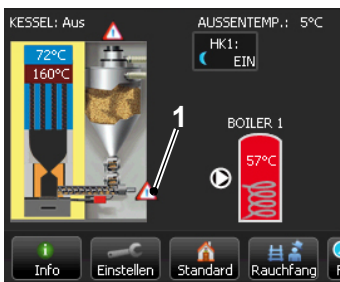 KESSEL: Aus
AUSSENTEMP.: 5°C
HK1:
EIN
72°C
160°C
1
BOILER 1
57°C
Info
Einstellen
Standard
Rauchfang
F